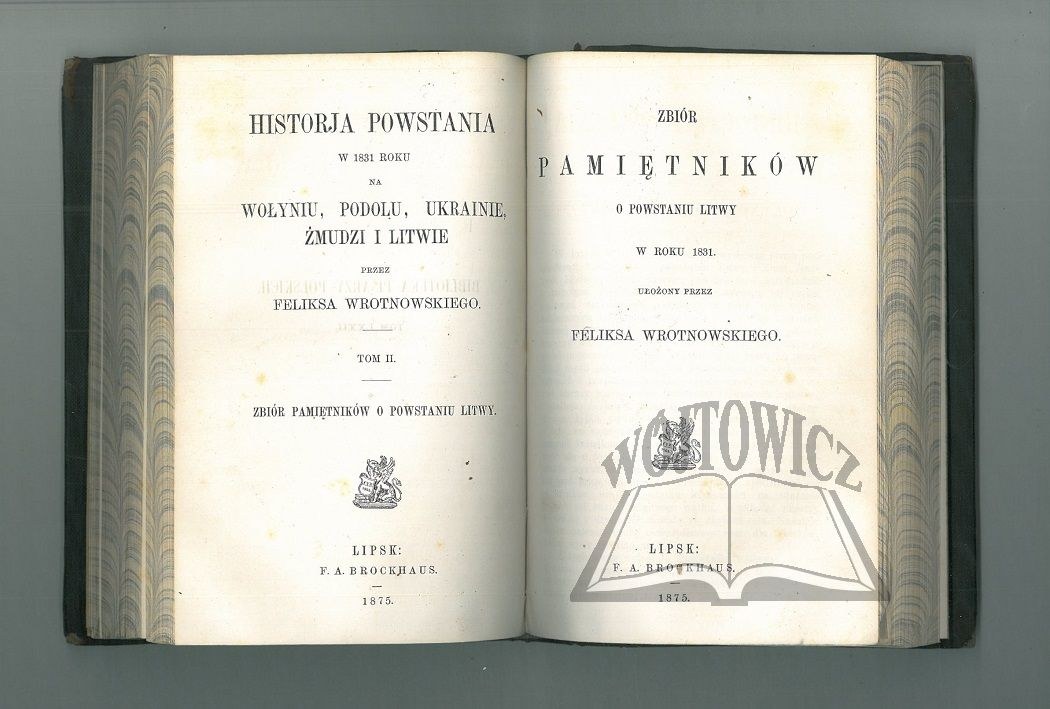 HISTORJA POWSTANIA
W 1831 ROKU
NA
WOŁYNIU, PODOLU, UKRAINIE,
ŻMUDZI I LITWIE
PRZEZ
FELIKSA WROTNOWSKIEGO.
TOM II.
ZBIÓR PAMIĘTNIKÓW O POWSTANIU LITWY.
LIPSK:
F. A. BROCKHAUS.
—
1875.
ZBIÓR
PAMIĘTNIKÓW
O POWSTANIU LITWY
W ROKU 1831.
UŁOŻONY PRZEZ
FELIKSA WROTNOWSKIEGO.
WOJTOWICZ
LIPSK:
F. A. BROCKHAUS.
—
1875.